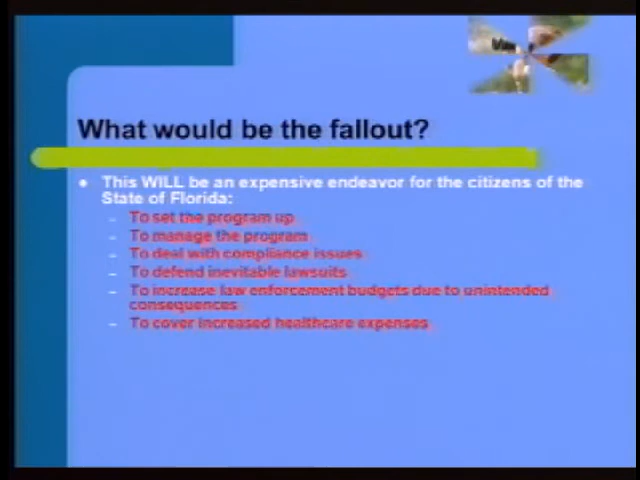 What would be the fallout?
● This WILL be an expensive endeavor for the citizens of the
State of Florida:
– To set the program up
– To manage the program
– To deal with compliance issues
– To defend inevitable lawsuits
– To increase law enforcement budgets due to unintended
consequences
– To cover increased healthcare expenses